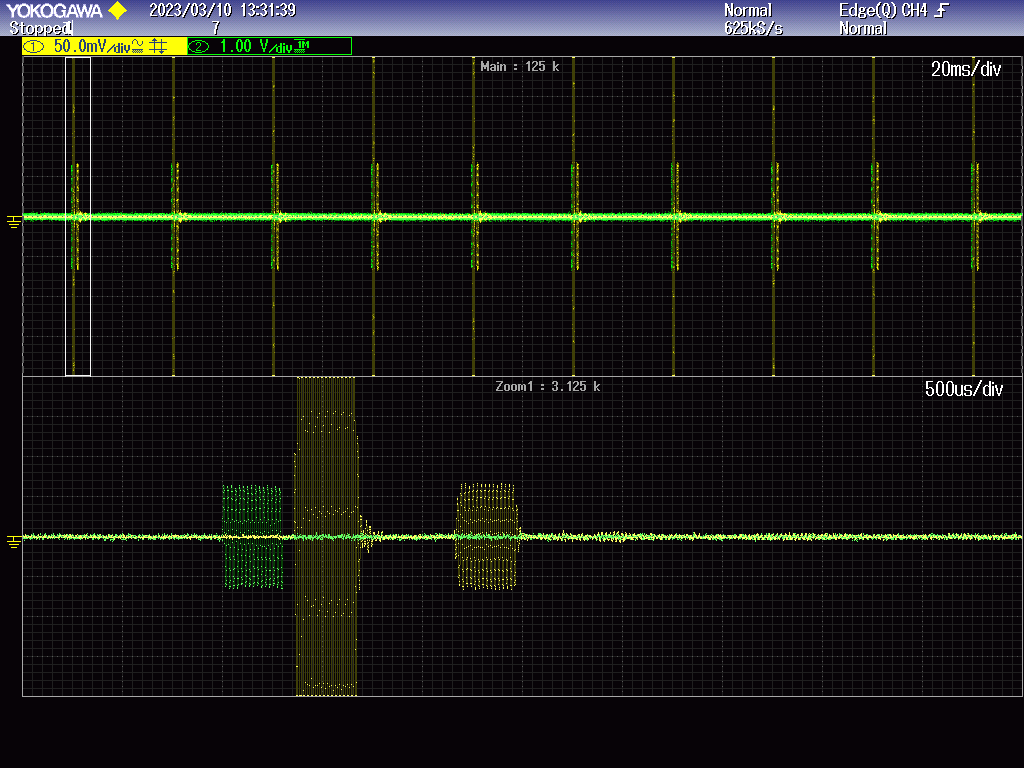 YOKOGAWA 2023/03/10 13:31:39 Normal Edge(Q) CH4
Stopped 7 625kS/s Normal
1 50.0mV/div 2 1.00 V/div 1M
Main : 125 k 20ms/div
Zoom1 : 3.125 k 500us/div